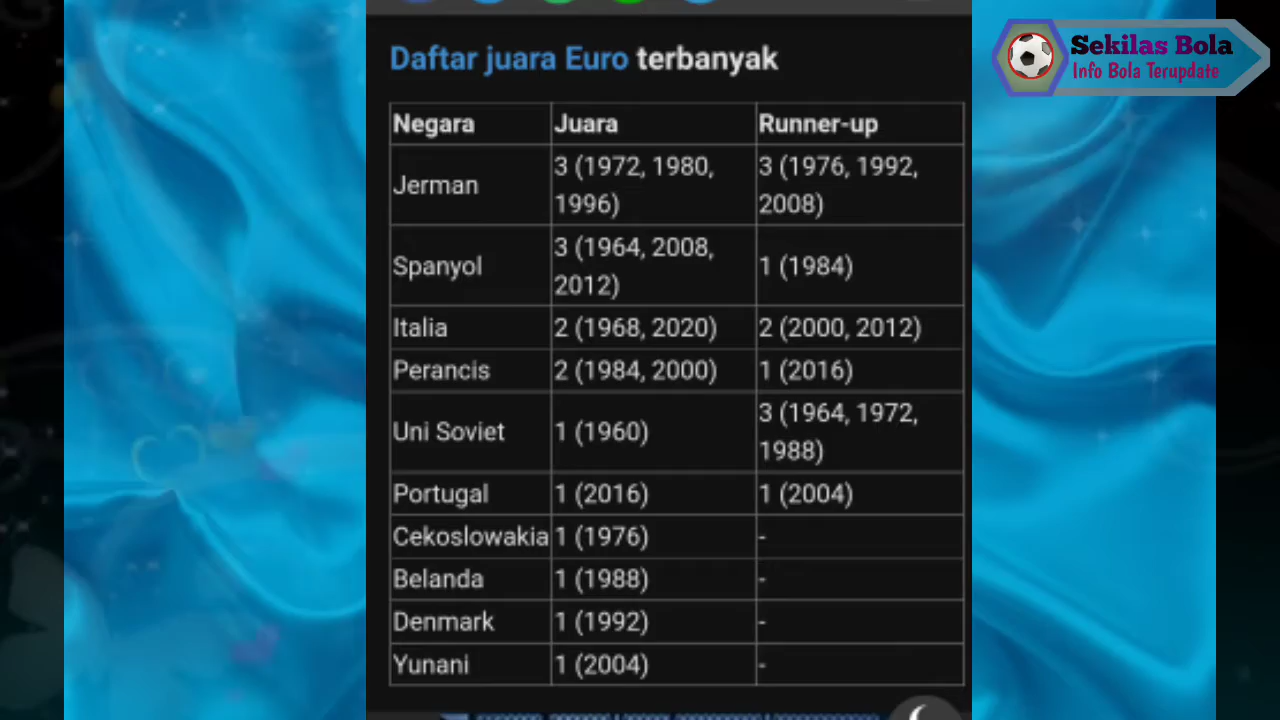 Daftar juara Euro terbanyak
Sekilas Bola
Info Bola Terupdate
Negara Juara Runner-up
Jerman 3 (1972, 1980, 1996) 3 (1976, 1992, 2008)
Spanyol 3 (1964, 2008, 2012) 1 (1984)
Italia 2 (1968, 2020) 2 (2000, 2012)
Perancis 2 (1984, 2000) 1 (2016)
Uni Soviet 1 (1960) 3 (1964, 1972, 1988)
Portugal 1 (2016) 1 (2004)
Cekoslowakia 1 (1976) -
Belanda 1 (1988) -
Denmark 1 (1992) -
Yunani 1 (2004) -